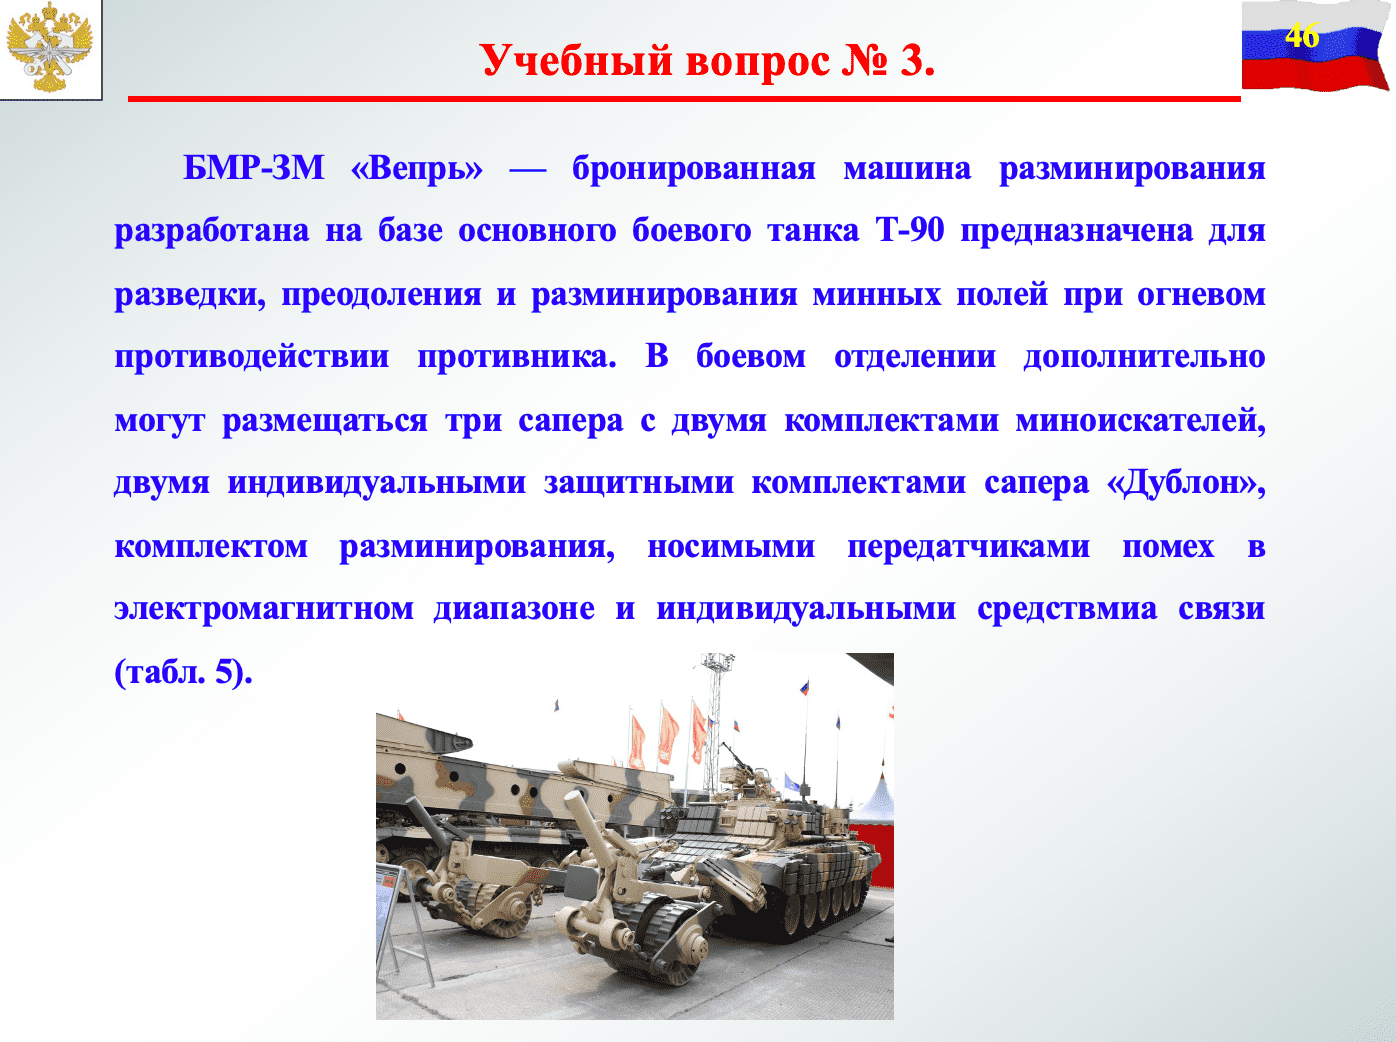 46
Учебный вопрос № 3.
БМР-ЗМ «Вепрь» — бронированная машина разминирования
разработана на базе основного боевого танка Т-90 предназначена для
разведки, преодоления и разминирования минных полей при огневом
противодействии противника. В боевом отделении дополнительно
могут размещаться три сапера с двумя комплектами миноискателей,
двумя индивидуальными защитными комплектами сапера «Дублон»,
комплектом разминирования, носимыми передатчиками помех в
электромагнитном диапазоне и индивидуальными средствмиа связи
(табл. 5).